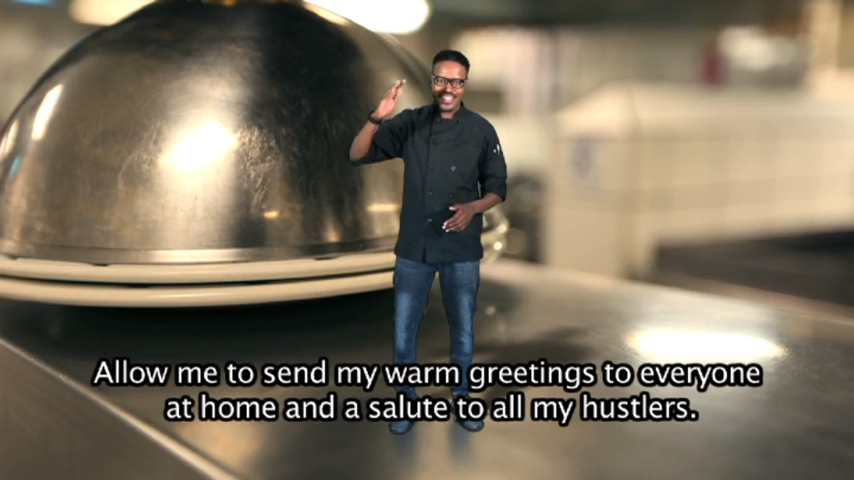 Allow me to send my warm greetings to everyone
at home and a salute to all my hustlers.